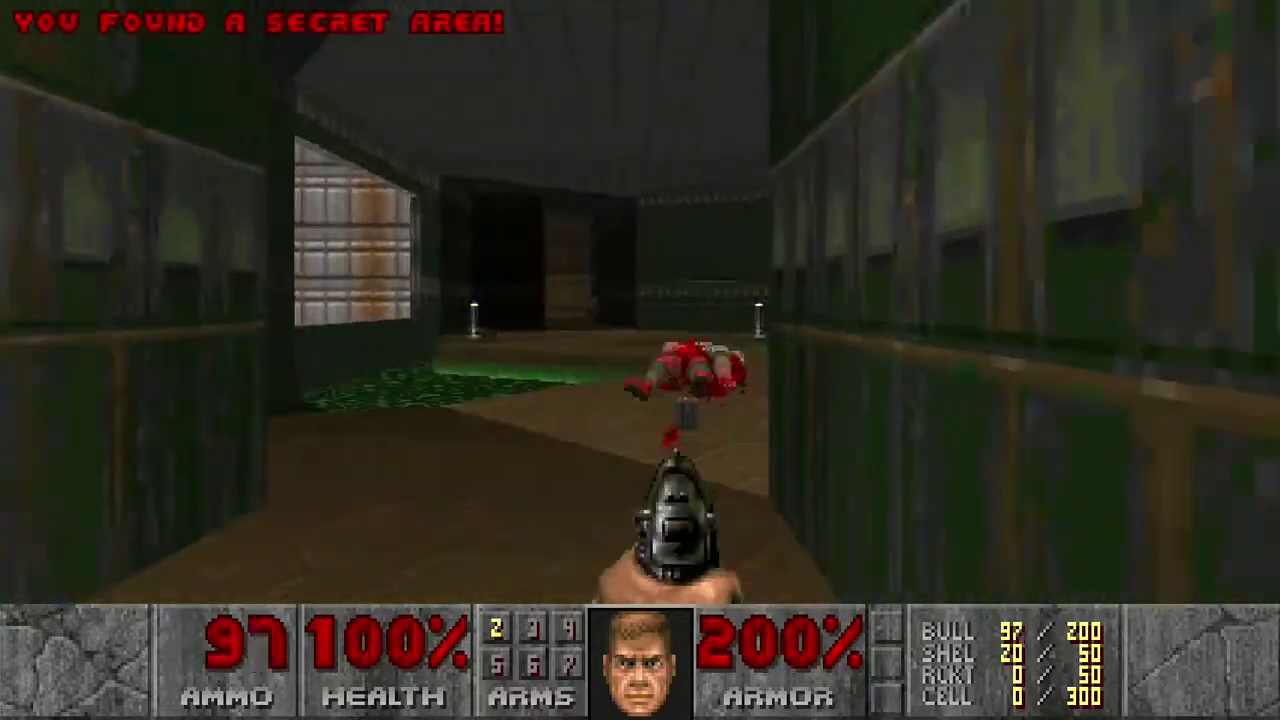 YOU FOUND A SECRET AREA!
97 100% 2 3 4 200% BULL 97 / 200
5 6 7 SHEL 20 / 50
RCKT 0 / 50
AMMO HEALTH ARMS ARMOR CELL 0 / 300